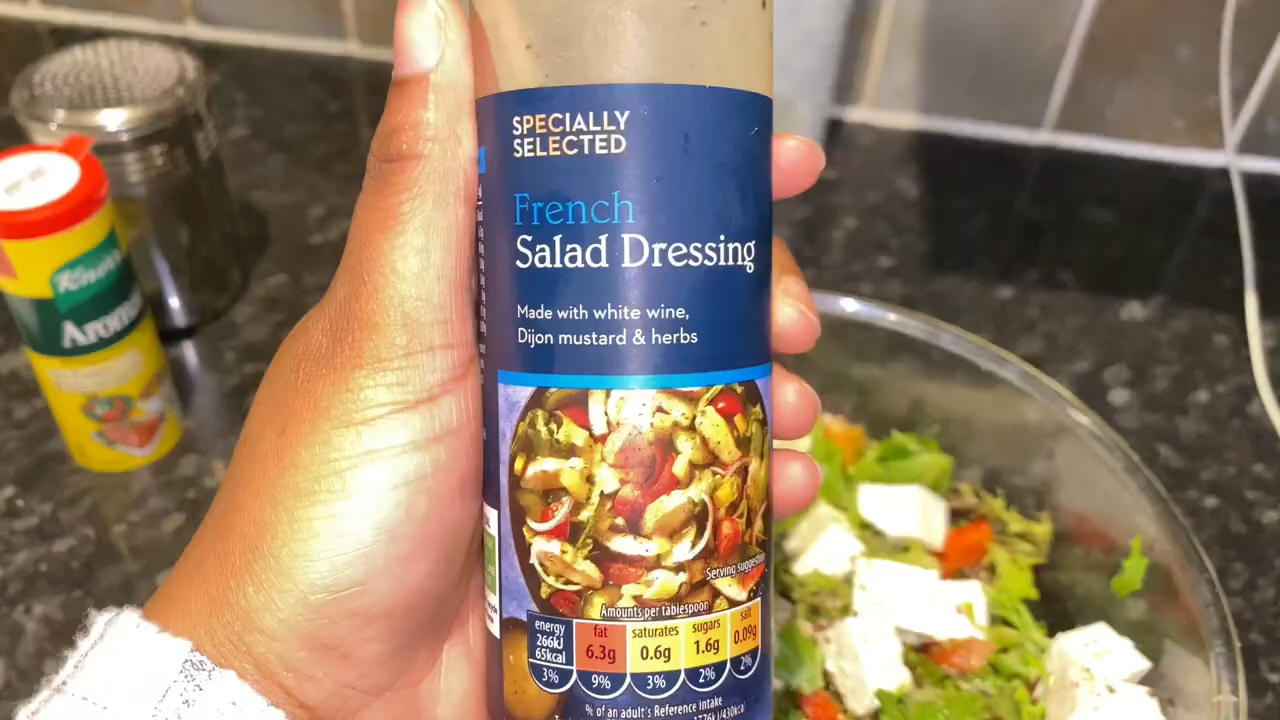 SPECIALLY
SELECTED
French
Salad Dressing
Made with white wine,
Dijon mustard & herbs
Serving suggestion
Amounts per tablespoon
energy
266kJ
65kcal
3%
fat
6.3g
9%
saturates
0.6g
3%
sugars
1.6g
2%
salt
0.09g
2%
% of an adult's Reference Intake
Knorr